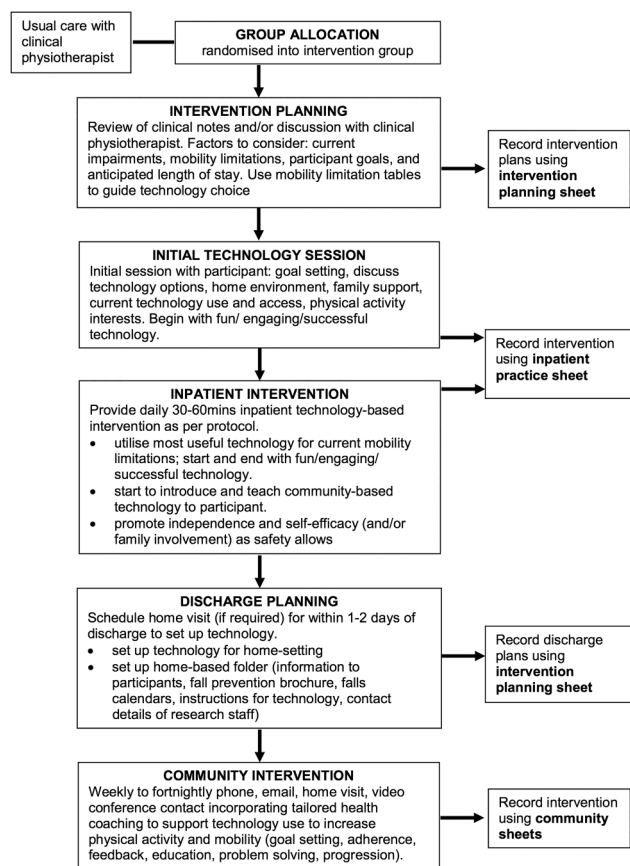 Usual care with
clinical
physiotherapist
GROUP ALLOCATION
randomised into intervention group
INTERVENTION PLANNING
Review of clinical notes and/or discussion with clinical
physiotherapist. Factors to consider: current
impairments, mobility limitations, participant goals, and
anticipated length of stay. Use mobility limitation tables
to guide technology choice
Record intervention
plans using
intervention
planning sheet
INITIAL TECHNOLOGY SESSION
Initial session with participant: goal setting, discuss
technology options, home environment, family support,
current technology use and access, physical activity
interests. Begin with fun/ engaging/successful
technology.
Record intervention
using inpatient
practice sheet
INPATIENT INTERVENTION
Provide daily 30-60mins inpatient technology-based
intervention as per protocol.
• utilise most useful technology for current mobility
limitations; start and end with fun/engaging/
successful technology.
• start to introduce and teach community-based
technology to participant.
• promote independence and self-efficacy (and/or
family involvement) as safety allows
DISCHARGE PLANNING
Schedule home visit (if required) for within 1-2 days of
discharge to set up technology.
• set up technology for home-setting
• set up home-based folder (information to
participants, fall prevention brochure, falls
calendars, instructions for technology, contact
details of research staff)
Record discharge
plans using
intervention
planning sheet
COMMUNITY INTERVENTION
Weekly to fortnightly phone, email, home visit, video
conference contact incorporating tailored health
coaching to support technology use to increase
physical activity and mobility (goal setting, adherence,
feedback, education, problem solving, progression).
Record intervention
using community
sheets